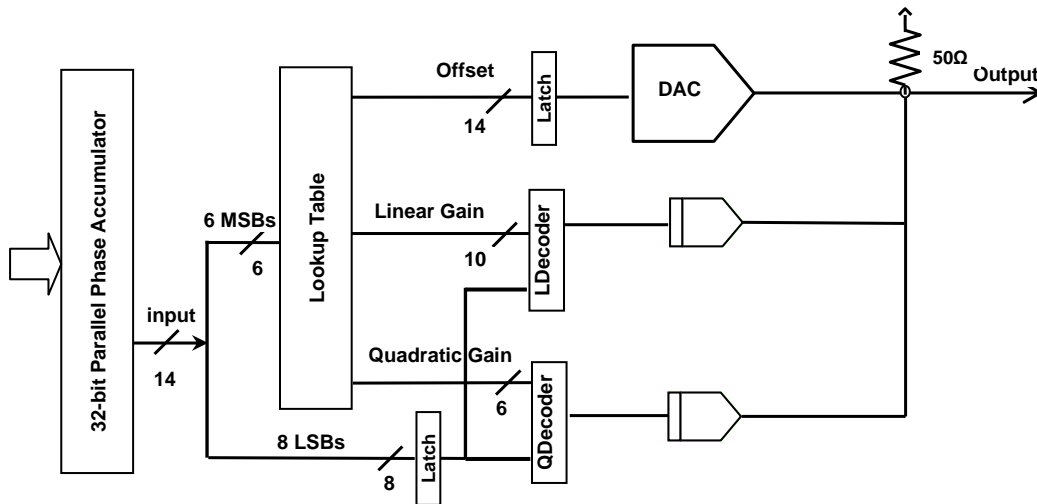 32-bit Parallel Phase Accumulator
input
14
6 MSBs
6
8 LSBs
8
Latch
Lookup Table
Offset
14
Latch
DAC
50Ω
Output
Linear Gain
10
LDecoder
Quadratic Gain
6
QDecoder